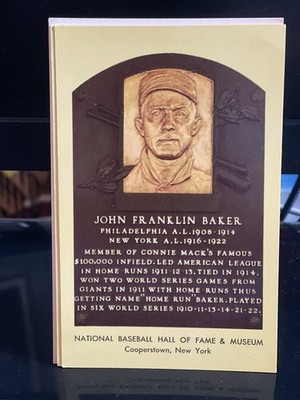 JOHN FRANKLIN BAKER
PHILADELPHIA A.L. 1908-1914
NEW YORK A.L. 1916-1922
MEMBER OF CONNIE MACK'S FAMOUS
$100,000 INFIELD. LED AMERICAN LEAGUE
IN HOME RUNS 1911-12-13, TIED IN 1914.
WON TWO WORLD SERIES GAMES FROM
GIANTS IN 1911 WITH HOME RUNS THUS
GETTING NAME "HOME RUN" BAKER. PLAYED
IN SIX WORLD SERIES 1910-11-13-14-21-22.
NATIONAL BASEBALL HALL OF FAME & MUSEUM
Cooperstown, New York